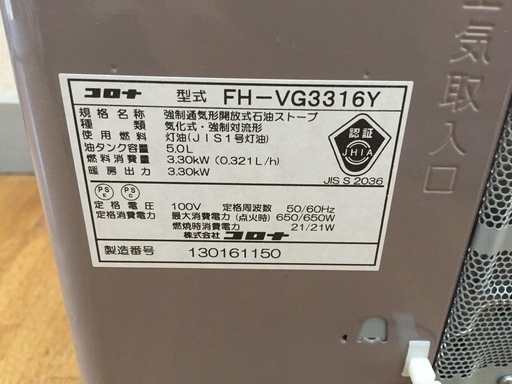 コロナ 型式 FH-VG3316Y
規格名称 強制通気形開放式石油ストーブ
種類 気化式・強制対流形
使用燃料 灯油(JIS1号灯油)
油タンク容量 5.0L
燃料消費量 3.30kW (0.321L/h)
暖房出力 3.30kW
認証
JHIA
JIS S 2036
PS E PS C
定格電圧 100V 定格周波数 50/60Hz
定格消費電力 最大消費電力 (点火時) 650/650W
燃焼時消費電力 21/21W
株式会社 コロナ
製造番号 130161150
空気取入口